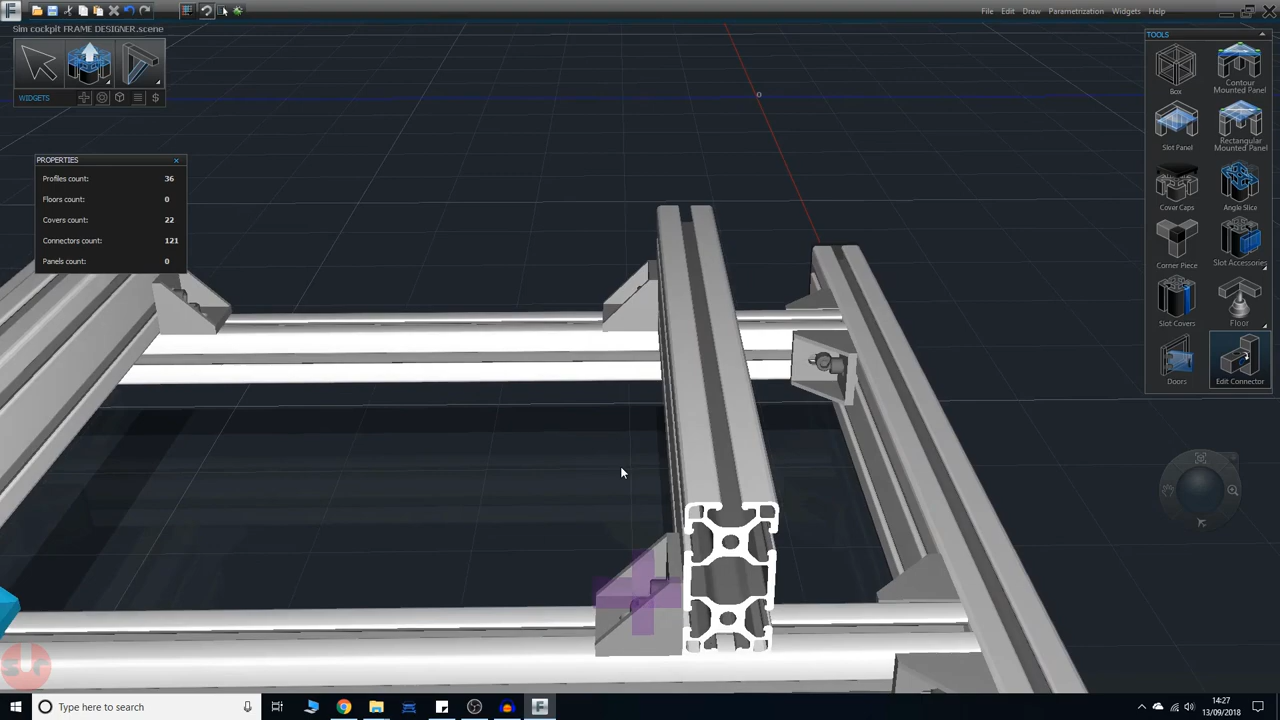 File Edit Draw Parametrization Widgets Help
Sim cockpit FRAME DESIGNER.scene
WIDGETS
$
PROPERTIES
Profiles count: 36
Floors count: 0
Covers count: 22
Connectors count: 121
Panels count: 0
0
TOOLS
Box
Contour Mounted Panel
Slot Panel
Rectangular Mounted Panel
Cover Caps
Angle Slice
Corner Piece
Slot Accessories
Slot Covers
Floor
Doors
Edit Connector
Type here to search
14:27
13/09/2018